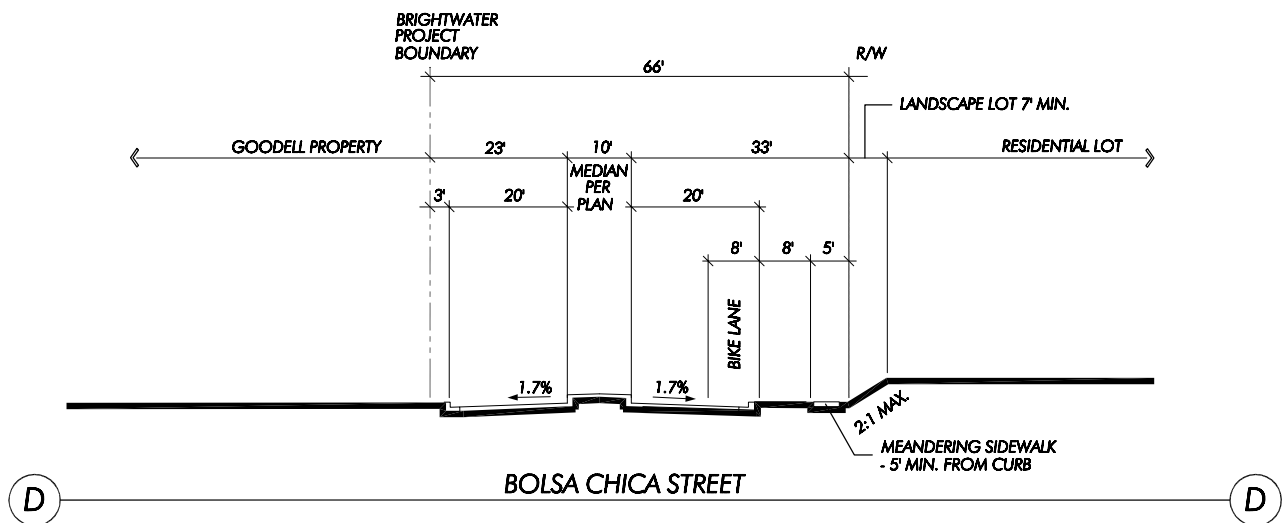 BRIGHTWATER
PROJECT
BOUNDARY
R/W
66'
LANDSCAPE LOT 7' MIN.
GOODELL PROPERTY
23'
10'
33'
RESIDENTIAL LOT
MEDIAN
PER
PLAN
3'
20'
20'
8'
8'
5'
BIKE LANE
1.7%
1.7%
2:1 MAX.
MEANDERING SIDEWALK
- 5' MIN. FROM CURB
BOLSA CHICA STREET
D
D